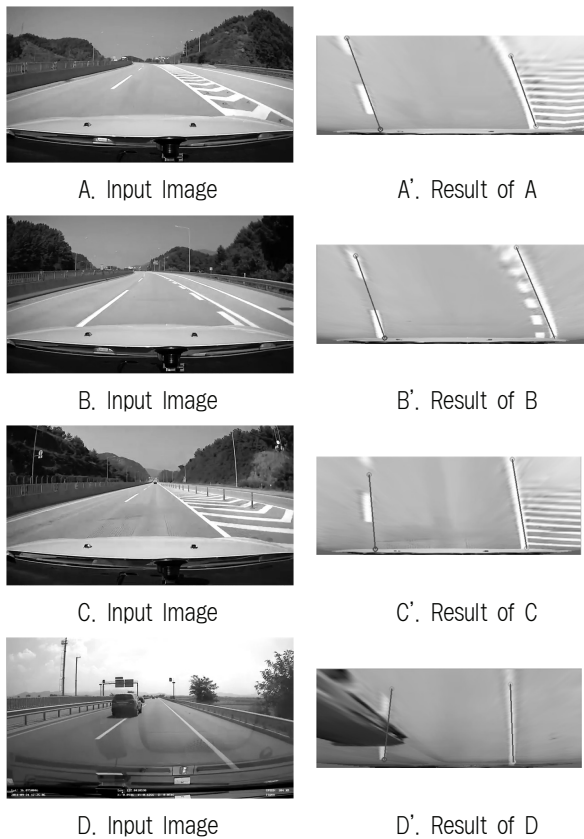 A. Input Image
A'. Result of A
B. Input Image
B'. Result of B
C. Input Image
C'. Result of C
D. Input Image
D'. Result of D